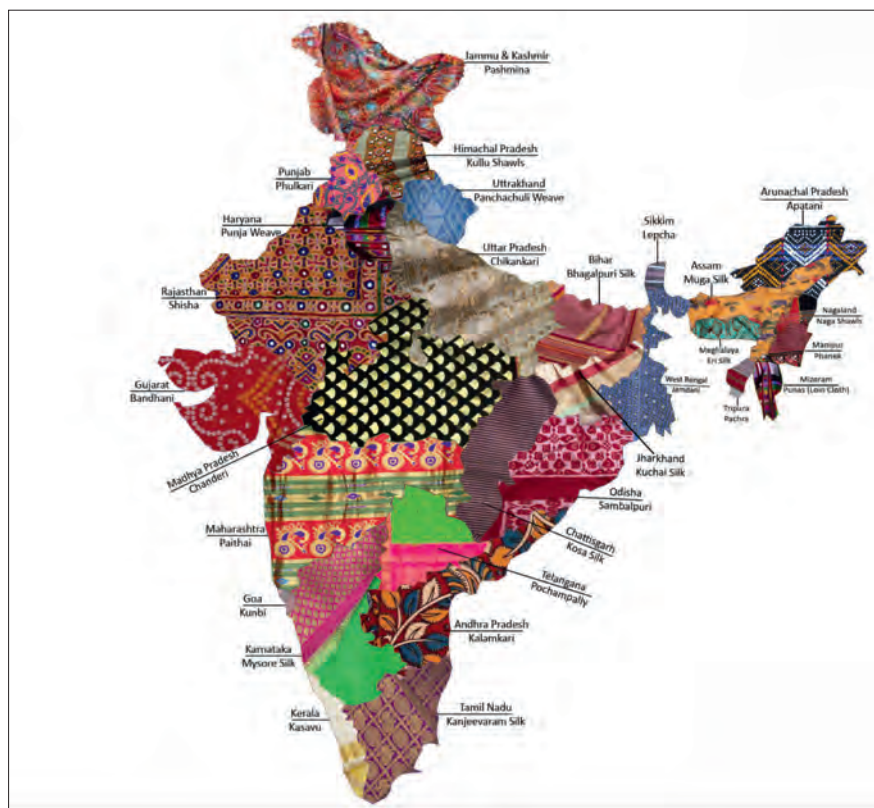 Jammu & Kashmir
Pashmina
Himachal Pradesh
Kullu Shawls
Punjab
Phulkari
Uttrakhand
Panchachuli Weave
Haryana
Punja Weave
Uttar Pradesh
Chikankari
Bihar
Bhagalpuri Silk
Sikkim
Lepcha
Arunachal Pradesh
Apatani
Assam
Muga Silk
Rajasthan
Shisha
Nagaland
Naga Shawls
Meghalaya
Eri Silk
Manipur
Phanek
Gujarat
Bandhani
West Bengal
Jamdani
Mizoram
Punas (Loin Cloth)
Tripura
Pachra
Madhya Pradesh
Chanderi
Jharkhand
Kuchai Silk
Odisha
Sambalpuri
Maharashtra
Paithai
Chattisgarh
Kosa Silk
Telangana
Pochampally
Goa
Kunbi
Andhra Pradesh
Kalamkari
Karnataka
Mysore Silk
Kerala
Kasavu
Tamil Nadu
Kanjeevaram Silk